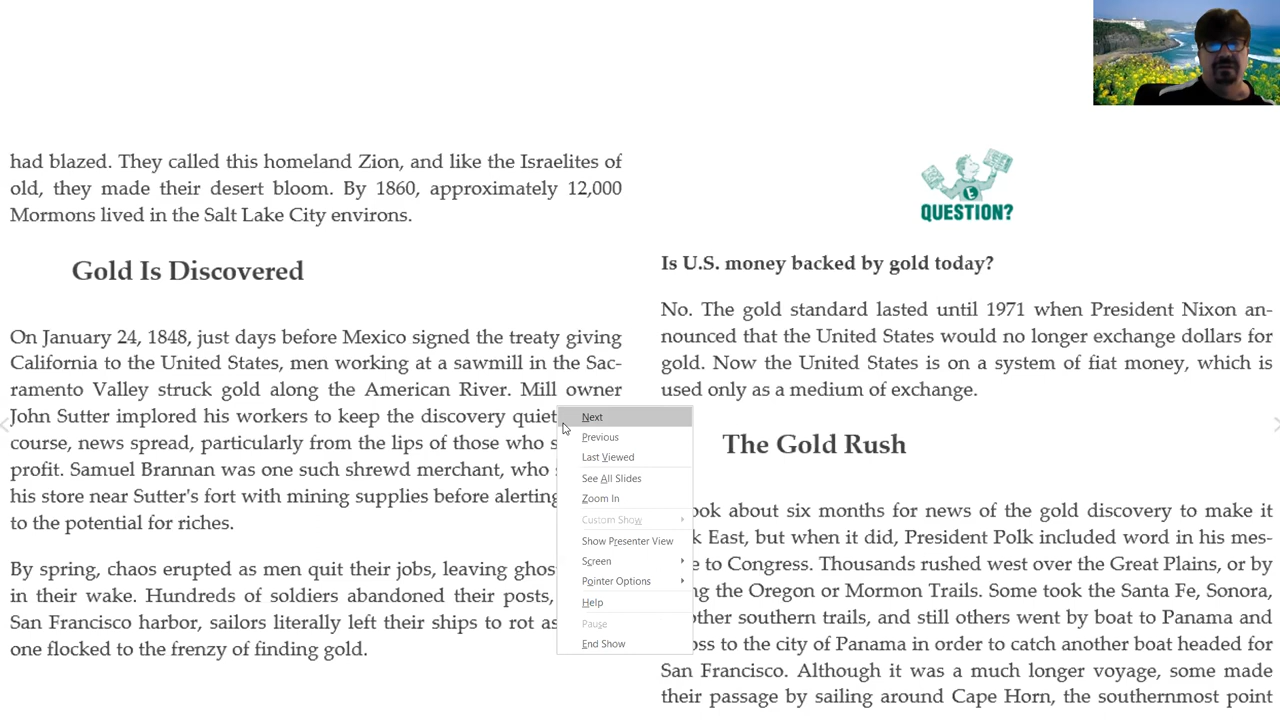 had blazed. They called this homeland Zion, and like the Israelites of
old, they made their desert bloom. By 1860, approximately 12,000
Mormons lived in the Salt Lake City environs.
Gold Is Discovered
On January 24, 1848, just days before Mexico signed the treaty giving
California to the United States, men working at a sawmill in the Sac-
ramento Valley struck gold along the American River. Mill owner
John Sutter implored his workers to keep the discovery quiet
course, news spread, particularly from the lips of those who
profit. Samuel Brannan was one such shrewd merchant, who
his store near Sutter's fort with mining supplies before alerting
to the potential for riches.
By spring, chaos erupted as men quit their jobs, leaving
in their wake. Hundreds of soldiers abandoned their posts,
San Francisco harbor, sailors literally left their ships to rot as
one flocked to the frenzy of finding gold.
Next
Previous
Last Viewed
See All Slides
Zoom In
Custom Show
Show Presenter View
Screen
Pointer Options
Help
Pause
End Show
QUESTION?
Is U.S. money backed by gold today?
No. The gold standard lasted until 1971 when President Nixon an-
nounced that the United States would no longer exchange dollars for
gold. Now the United States is on a system of fiat money, which is
used only as a medium of exchange.
The Gold Rush
about six months for news of the gold discovery to make it
East, but when it did, President Polk included word in his mes-
to Congress. Thousands rushed west over the Great Plains, or by
the Oregon or Mormon Trails. Some took the Santa Fe, Sonora,
other southern trails, and still others went by boat to Panama and
to the city of Panama in order to catch another boat headed for
San Francisco. Although it was a much longer voyage, some made
their passage by sailing around Cape Horn, the southernmost point